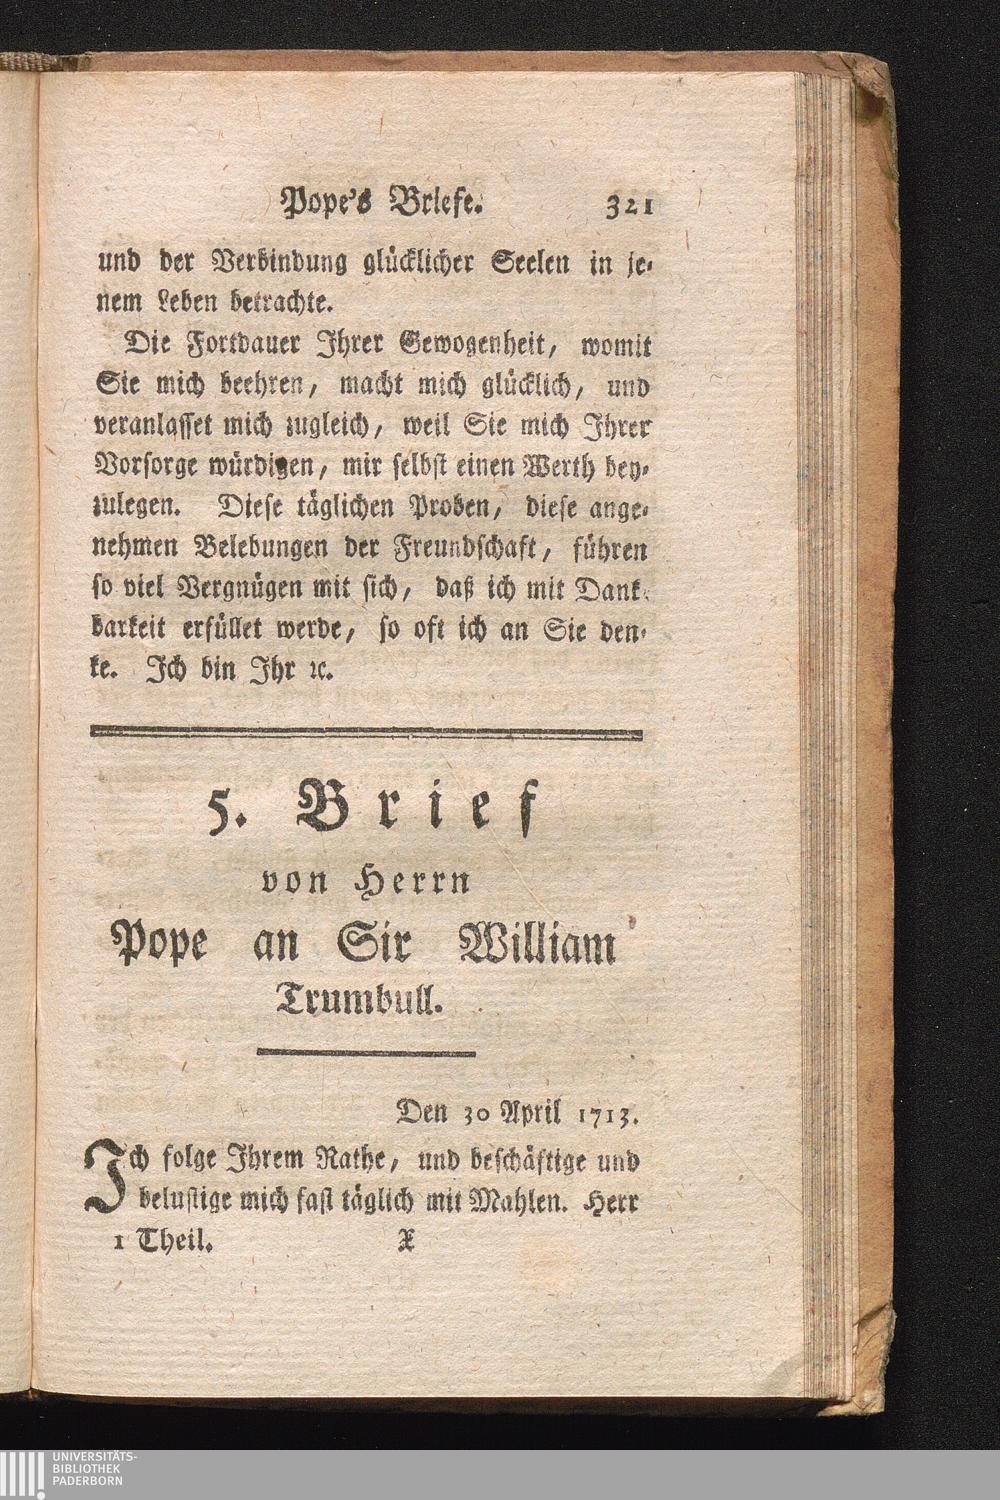 Pope's Briefe. 321
und der Verbindung glücklicher Seelen in je-
nem Leben betrachte.
Die Fortdauer Ihrer Gewogenheit, womit
Sie mich beehren, macht mich glücklich, und
veranlasset mich zugleich, weil Sie mich Ihrer
Vorsorge würdigen, mir selbst einen Werth bey-
zulegen. Diese täglichen Proben, diese ange-
nehmen Belebungen der Freundschaft, führen
so viel Vergnügen mit sich, daß ich mit Dank-
barkeit erfüllet werde, so oft ich an Sie den-
ke. Ich bin Ihr ꝛc.
5. Brief
von Herrn
Pope an Sir William
Trumbull.
Den 30 April 1713.
Ich folge Ihrem Rathe, und beschäftige und
belustige mich fast täglich mit Mahlen. Herr
1 Theil. X
UNIVERSITÄTS-
BIBLIOTHEK
PADERBORN